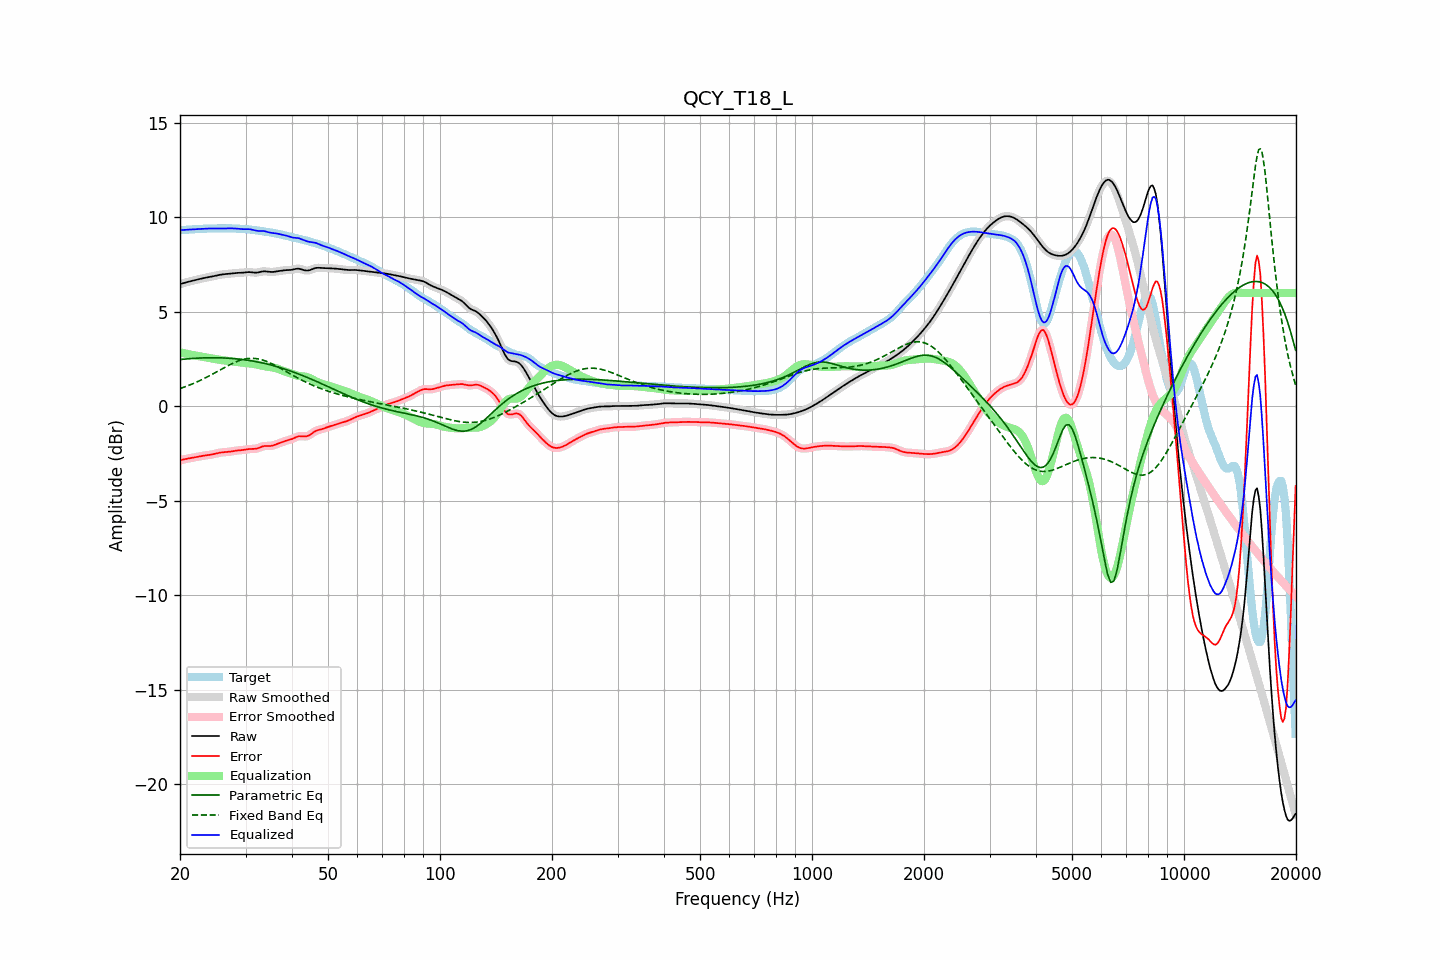 QCY_T18_L
Amplitude (dBr)
15
10
5
0
−5
−10
−15
−20
Target
Raw Smoothed
Error Smoothed
Raw
Error
Equalization
Parametric Eq
Fixed Band Eq
Equalized
20 50 100 200 500 1000 2000 5000 10000 20000
Frequency (Hz)